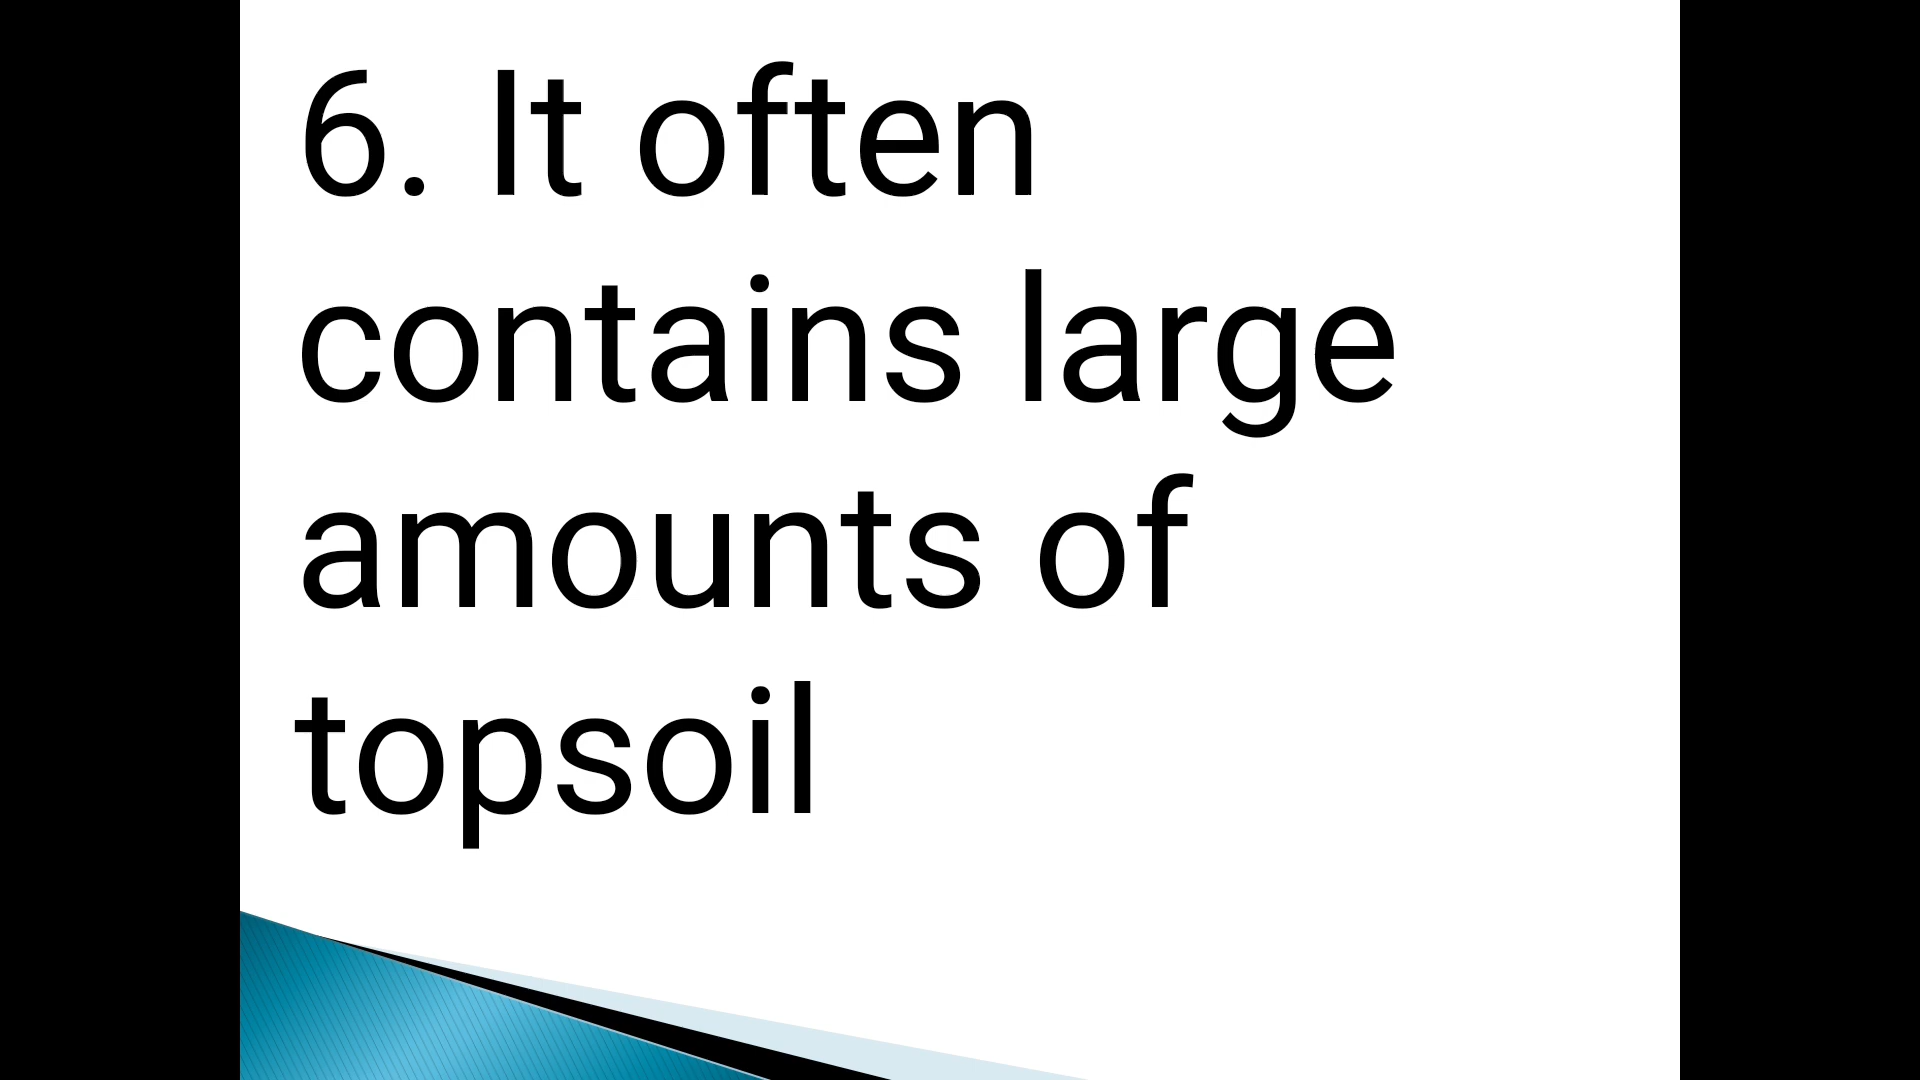 6. It often
contains large
amounts of
topsoil